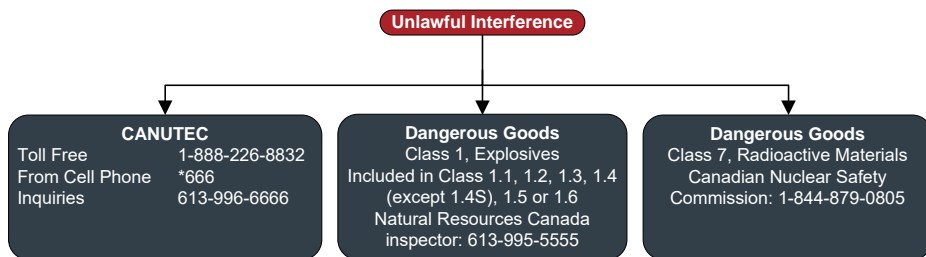 Unlawful Interference
CANUTEC
Toll Free 1-888-226-8832
From Cell Phone *666
Inquiries 613-996-6666
Dangerous Goods
Class 1, Explosives
Included in Class 1.1, 1.2, 1.3, 1.4
(except 1.4S), 1.5 or 1.6
Natural Resources Canada
inspector: 613-995-5555
Dangerous Goods
Class 7, Radioactive Materials
Canadian Nuclear Safety
Commission: 1-844-879-0805